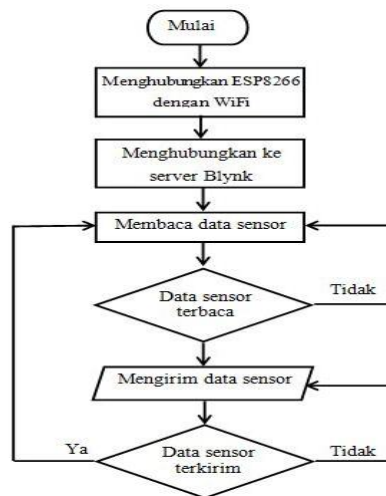 Mulai
Menghubungkan ESP8266
dengan WiFi
Menghubungkan ke
server Blynk
Membaca data sensor
Data sensor
terbaca
Tidak
Mengirim data sensor
Ya
Data sensor
terkirim
Tidak